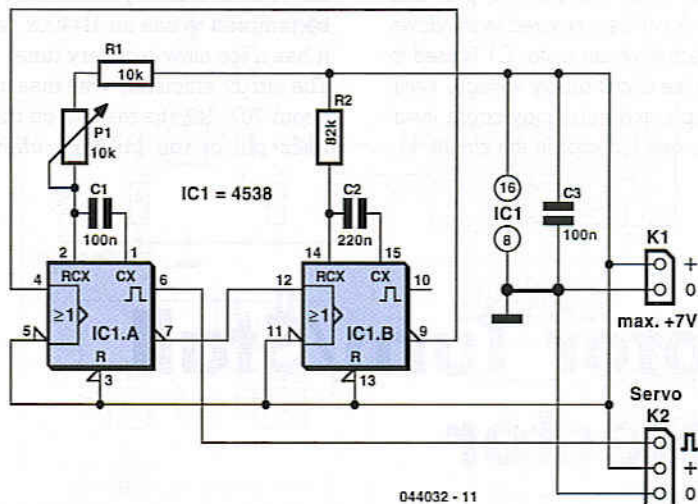 R1
10k
P1
10k
R2
82k
C1
100n
IC1 = 4538
C2
220n
16
IC1
8
C3
100n
K1
+
0
max. +7V
2
1
14
15
4
RCX
CX
6
12
RCX
CX
10
≥1
IC1.A
5
7
≥1
IC1.B
11
9
R
3
R
13
Servo
K2
+
0
044032 - 11